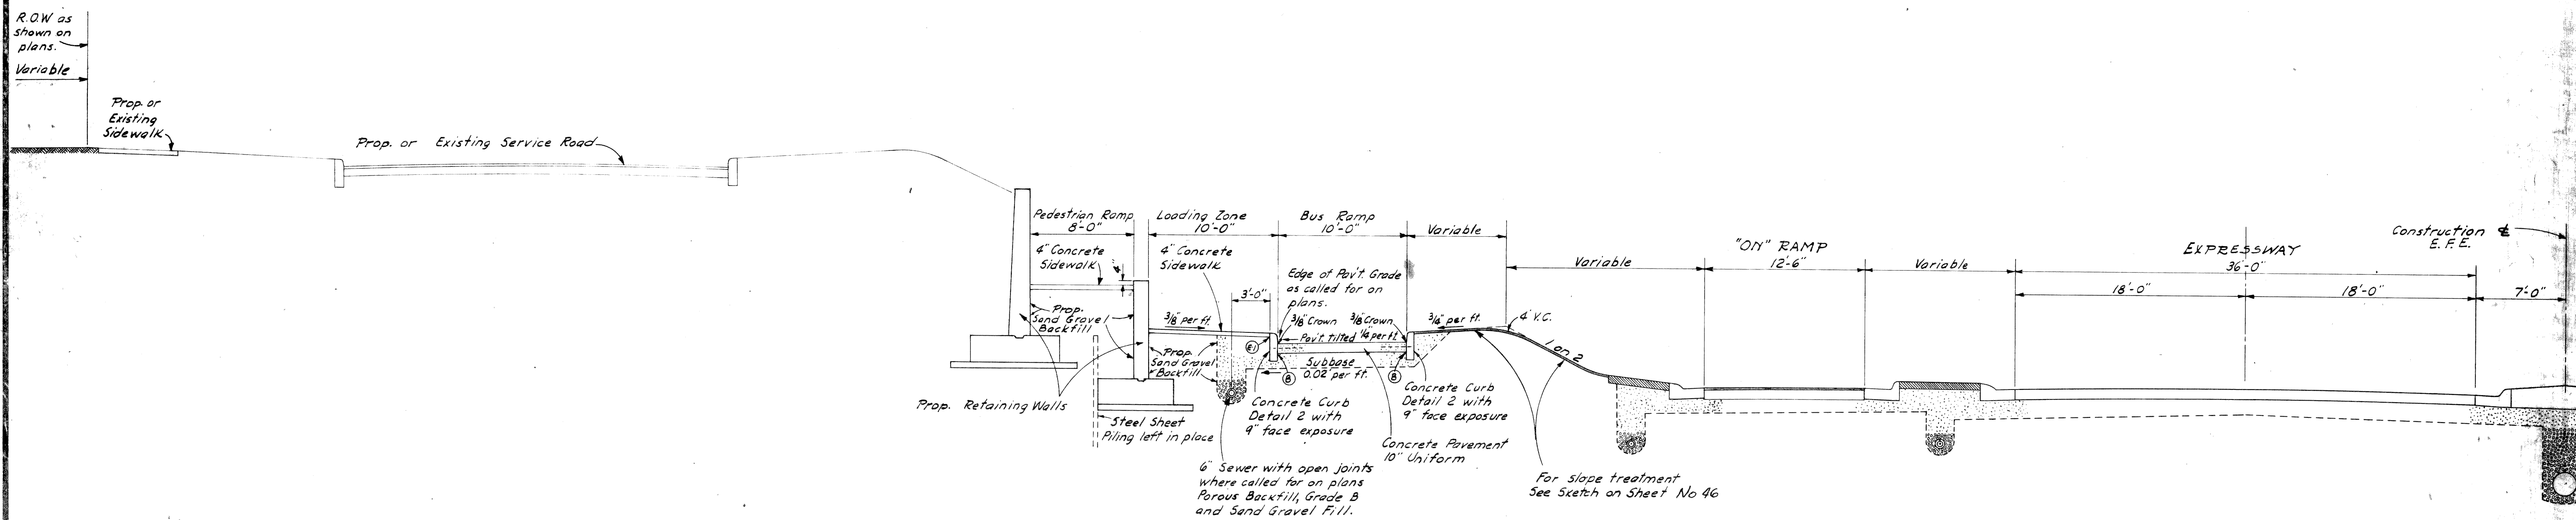 R.O.W as
shown on
plans.
Variable
Prop. or
Existing
Sidewalk
Prop. or Existing Service Road
Pedestrian Ramp
8'-0"
4" Concrete
Sidewalk
4"
Prop.
Sand Gravel
Backfill
Prop. Retaining Walls
Loading Zone
10'-0"
4" Concrete
Sidewalk
3'-0"
3/8" per ft.
Prop.
Sand Gravel
Backfill
Steel Sheet
Piling left in place
E1
Bus Ramp
10'-0"
Edge of Pav't. Grade
as called for on
plans.
3/8" Crown 3/8" Crown
Pav't. tilted 1/4" per ft.
Subbase
0.02' per ft.
B
B
Concrete Curb
Detail 2 with
9" face exposure
Concrete Curb
Detail 2 with
9" face exposure
Concrete Pavement
10" Uniform
6" Sewer with open joints
where called for on plans
Porous Backfill, Grade B
and Sand Gravel Fill.
Variable
3/4" per ft.
4' V.C.
1 on 2
For slope treatment
See Sketch on Sheet No 46
Variable
"ON" RAMP
12'-6"
Variable
EXPRESSWAY
36'-0"
18'-0"
18'-0"
7'-0"
Construction ℄
E.F.E.